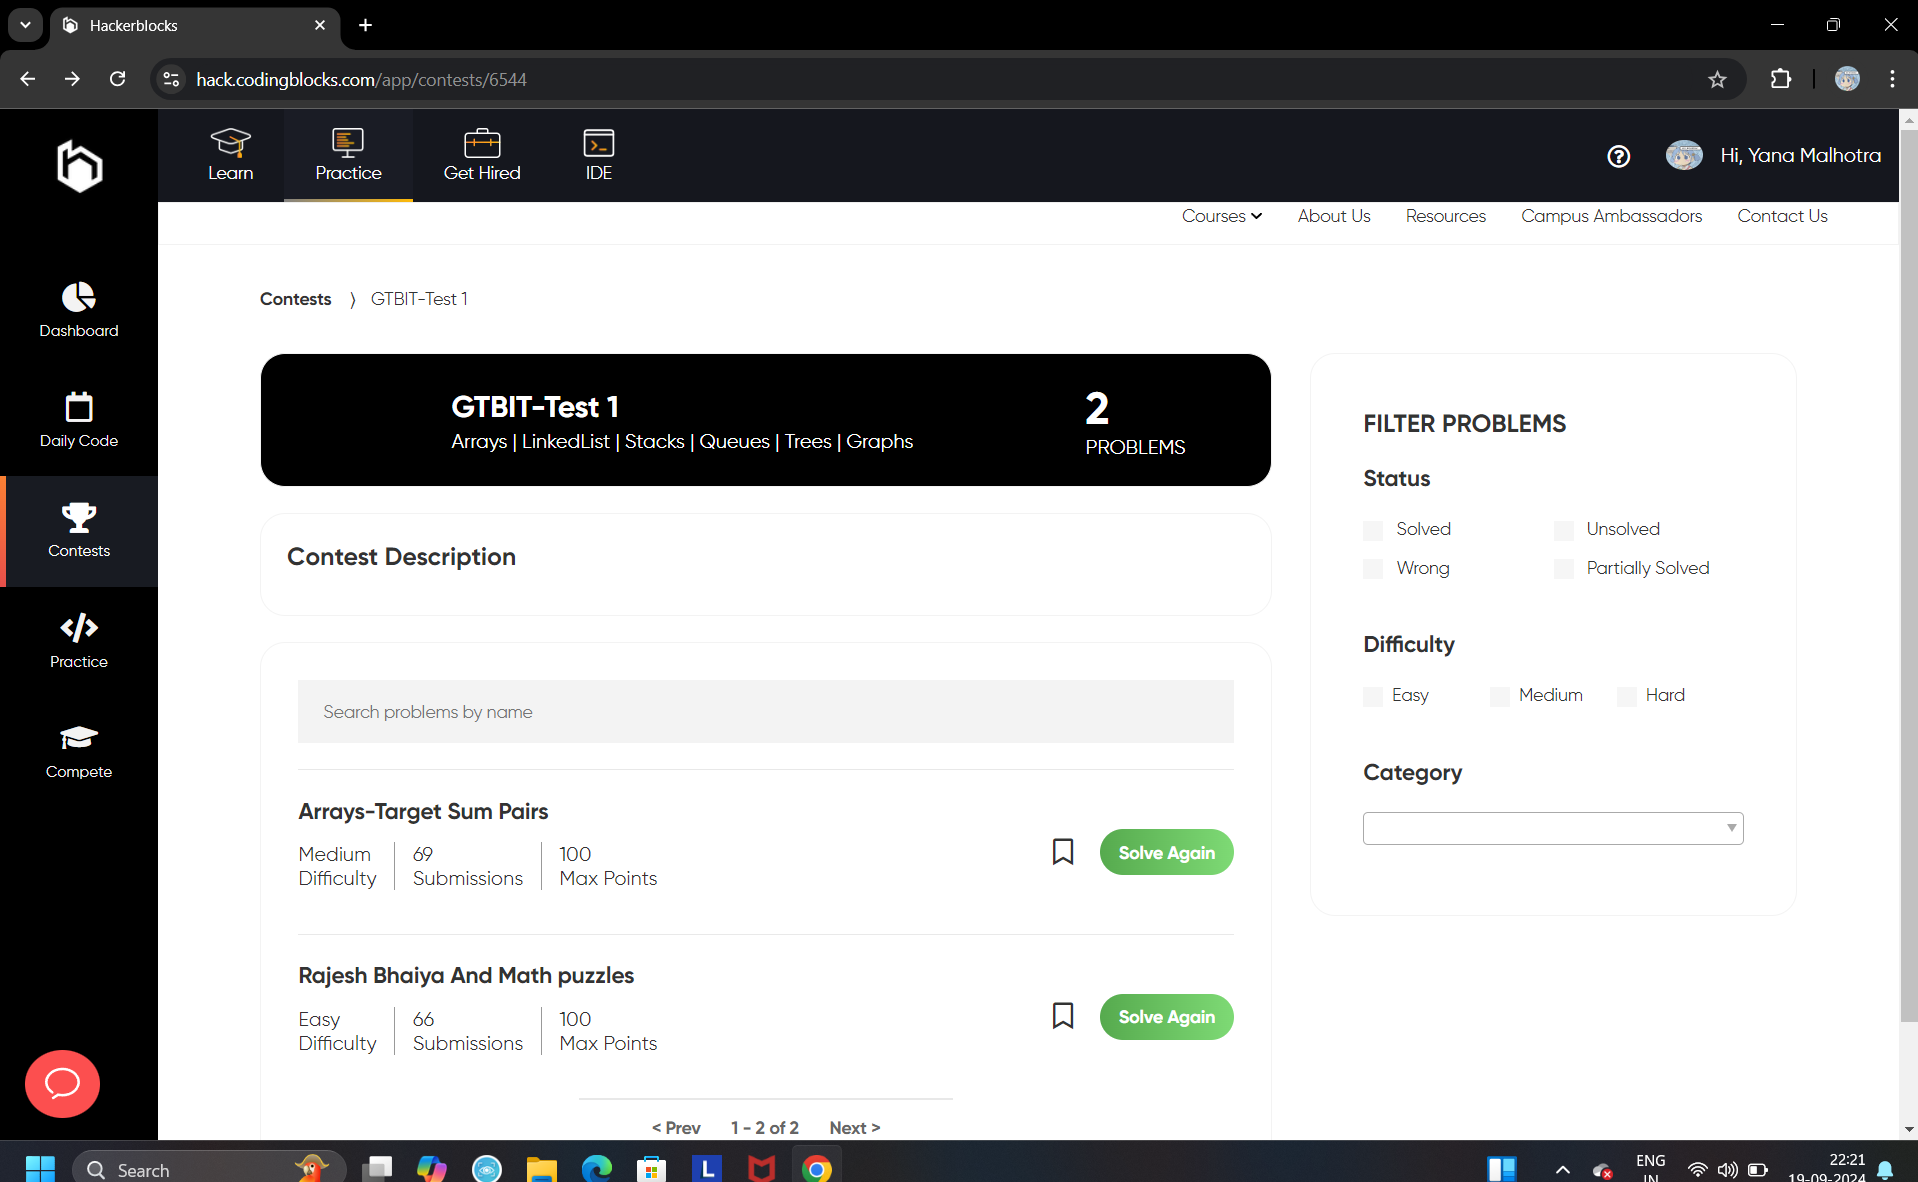 Hackerblocks
hack.codingblocks.com/app/contests/6544
Learn
Practice
Get Hired
IDE
Hi, Yana Malhotra
Courses
About Us
Resources
Campus Ambassadors
Contact Us
Dashboard
Daily Code
Contests
Practice
Compete
Contests ⟩ GTBIT-Test 1
GTBIT-Test 1
Arrays | LinkedList | Stacks | Queues | Trees | Graphs
2
PROBLEMS
Contest Description
Search problems by name
Arrays-Target Sum Pairs
Medium
Difficulty
69
Submissions
100
Max Points
Solve Again
Rajesh Bhaiya And Math puzzles
Easy
Difficulty
66
Submissions
100
Max Points
Solve Again
< Prev 1 - 2 of 2 Next >
FILTER PROBLEMS
Status
Solved
Unsolved
Wrong
Partially Solved
Difficulty
Easy
Medium
Hard
Category
Search
L
ENG
IN
22:21
19-09-2024